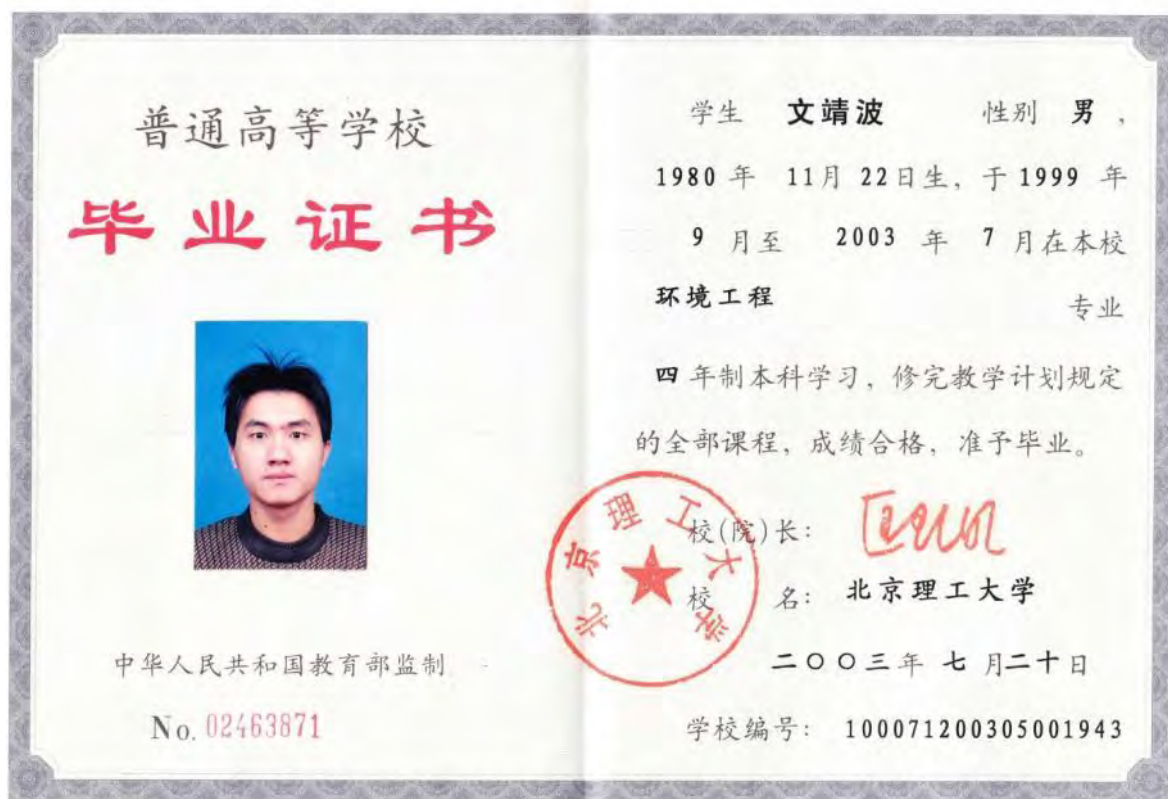 普通高等学校
毕业证书
中华人民共和国教育部监制
No. 02463871
学生 文靖波 性别 男,
1980 年 11月 22日生, 于 1999 年
9 月至 2003 年 7 月在本校
环境工程 专业
四 年制本科学习, 修完教学计划规定
的全部课程, 成绩合格, 准予毕业。
校(院)长:
校 名: 北京理工大学
北京理工大学
二〇〇三年 七 月二十日
学校编号: 100071200305001943